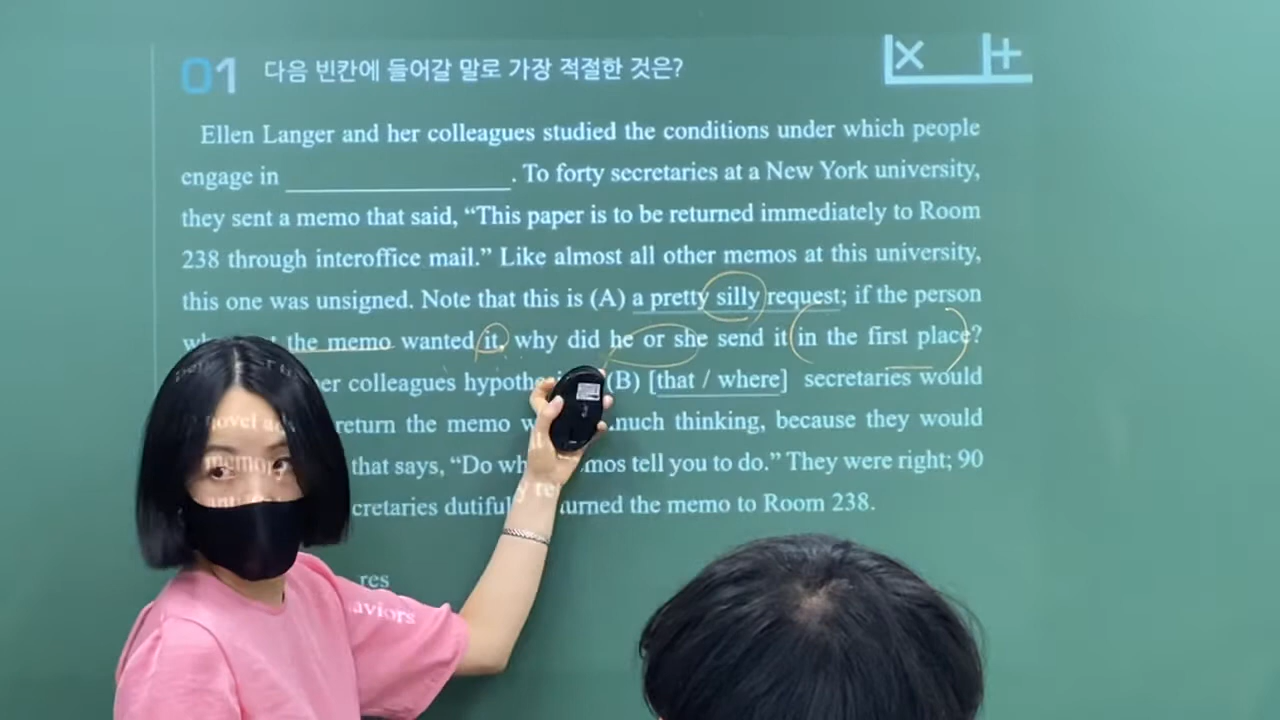 01 다음 빈칸에 들어갈 말로 가장 적절한 것은?
Ellen Langer and her colleagues studied the conditions under which people
engage in ____________. To forty secretaries at a New York university,
they sent a memo that said, “This paper is to be returned immediately to Room
238 through interoffice mail.” Like almost all other memos at this university,
this one was unsigned. Note that this is (A) a pretty silly request; if the person
the memo wanted it, why did he or she send it in the first place?
her colleagues (B) [that / where] secretaries would
return the memo much thinking, because they would
that says, “Do tell you to do.” They were right; 90
dutifully returned the memo to Room 238.